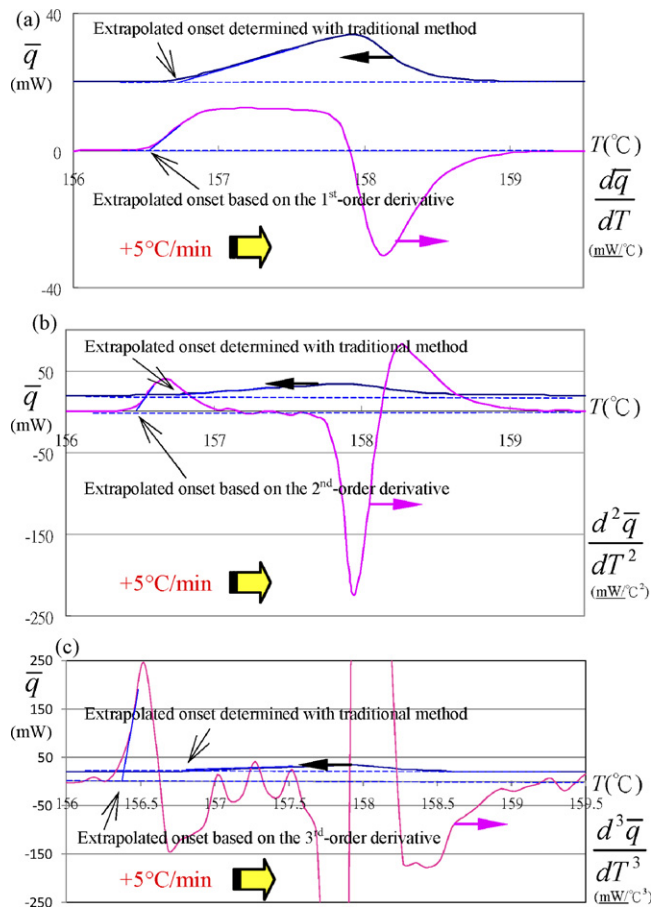 (a)
40
q̅
(mW)
Extrapolated onset determined with traditional method
0
156
157
158
159
T(℃)
Extrapolated onset based on the 1st-order derivative
dq̅
dT
(mW/℃)
+5°C/min
-40
(b)
50
Extrapolated onset determined with traditional method
q̅
(mW)
0
156
157
158
159
T(℃)
-50
Extrapolated onset based on the 2nd-order derivative
-150
d²q̅
dT²
(mW/℃²)
+5°C/min
-250
(c)
250
q̅
(mW)
150
Extrapolated onset determined with traditional method
50
-50
156
156.5
157
157.5
158
158.5
159
159.5
T(℃)
Extrapolated onset based on the 3rd-order derivative
-150
d³q̅
dT³
(mW/℃³)
+5°C/min
-250